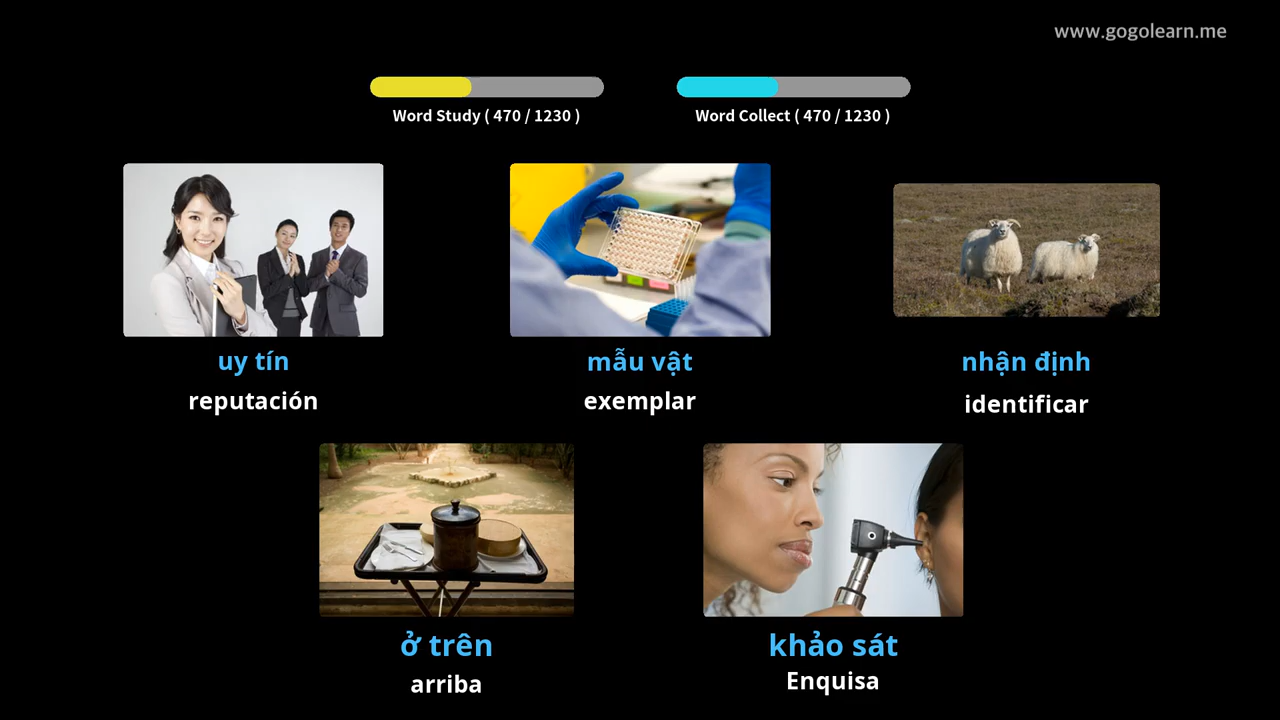 www.gogolearn.me
Word Study ( 470 / 1230 )
Word Collect ( 470 / 1230 )
uy tín
reputación
mẫu vật
exemplar
nhận định
identificar
ở trên
arriba
khảo sát
Enquisa